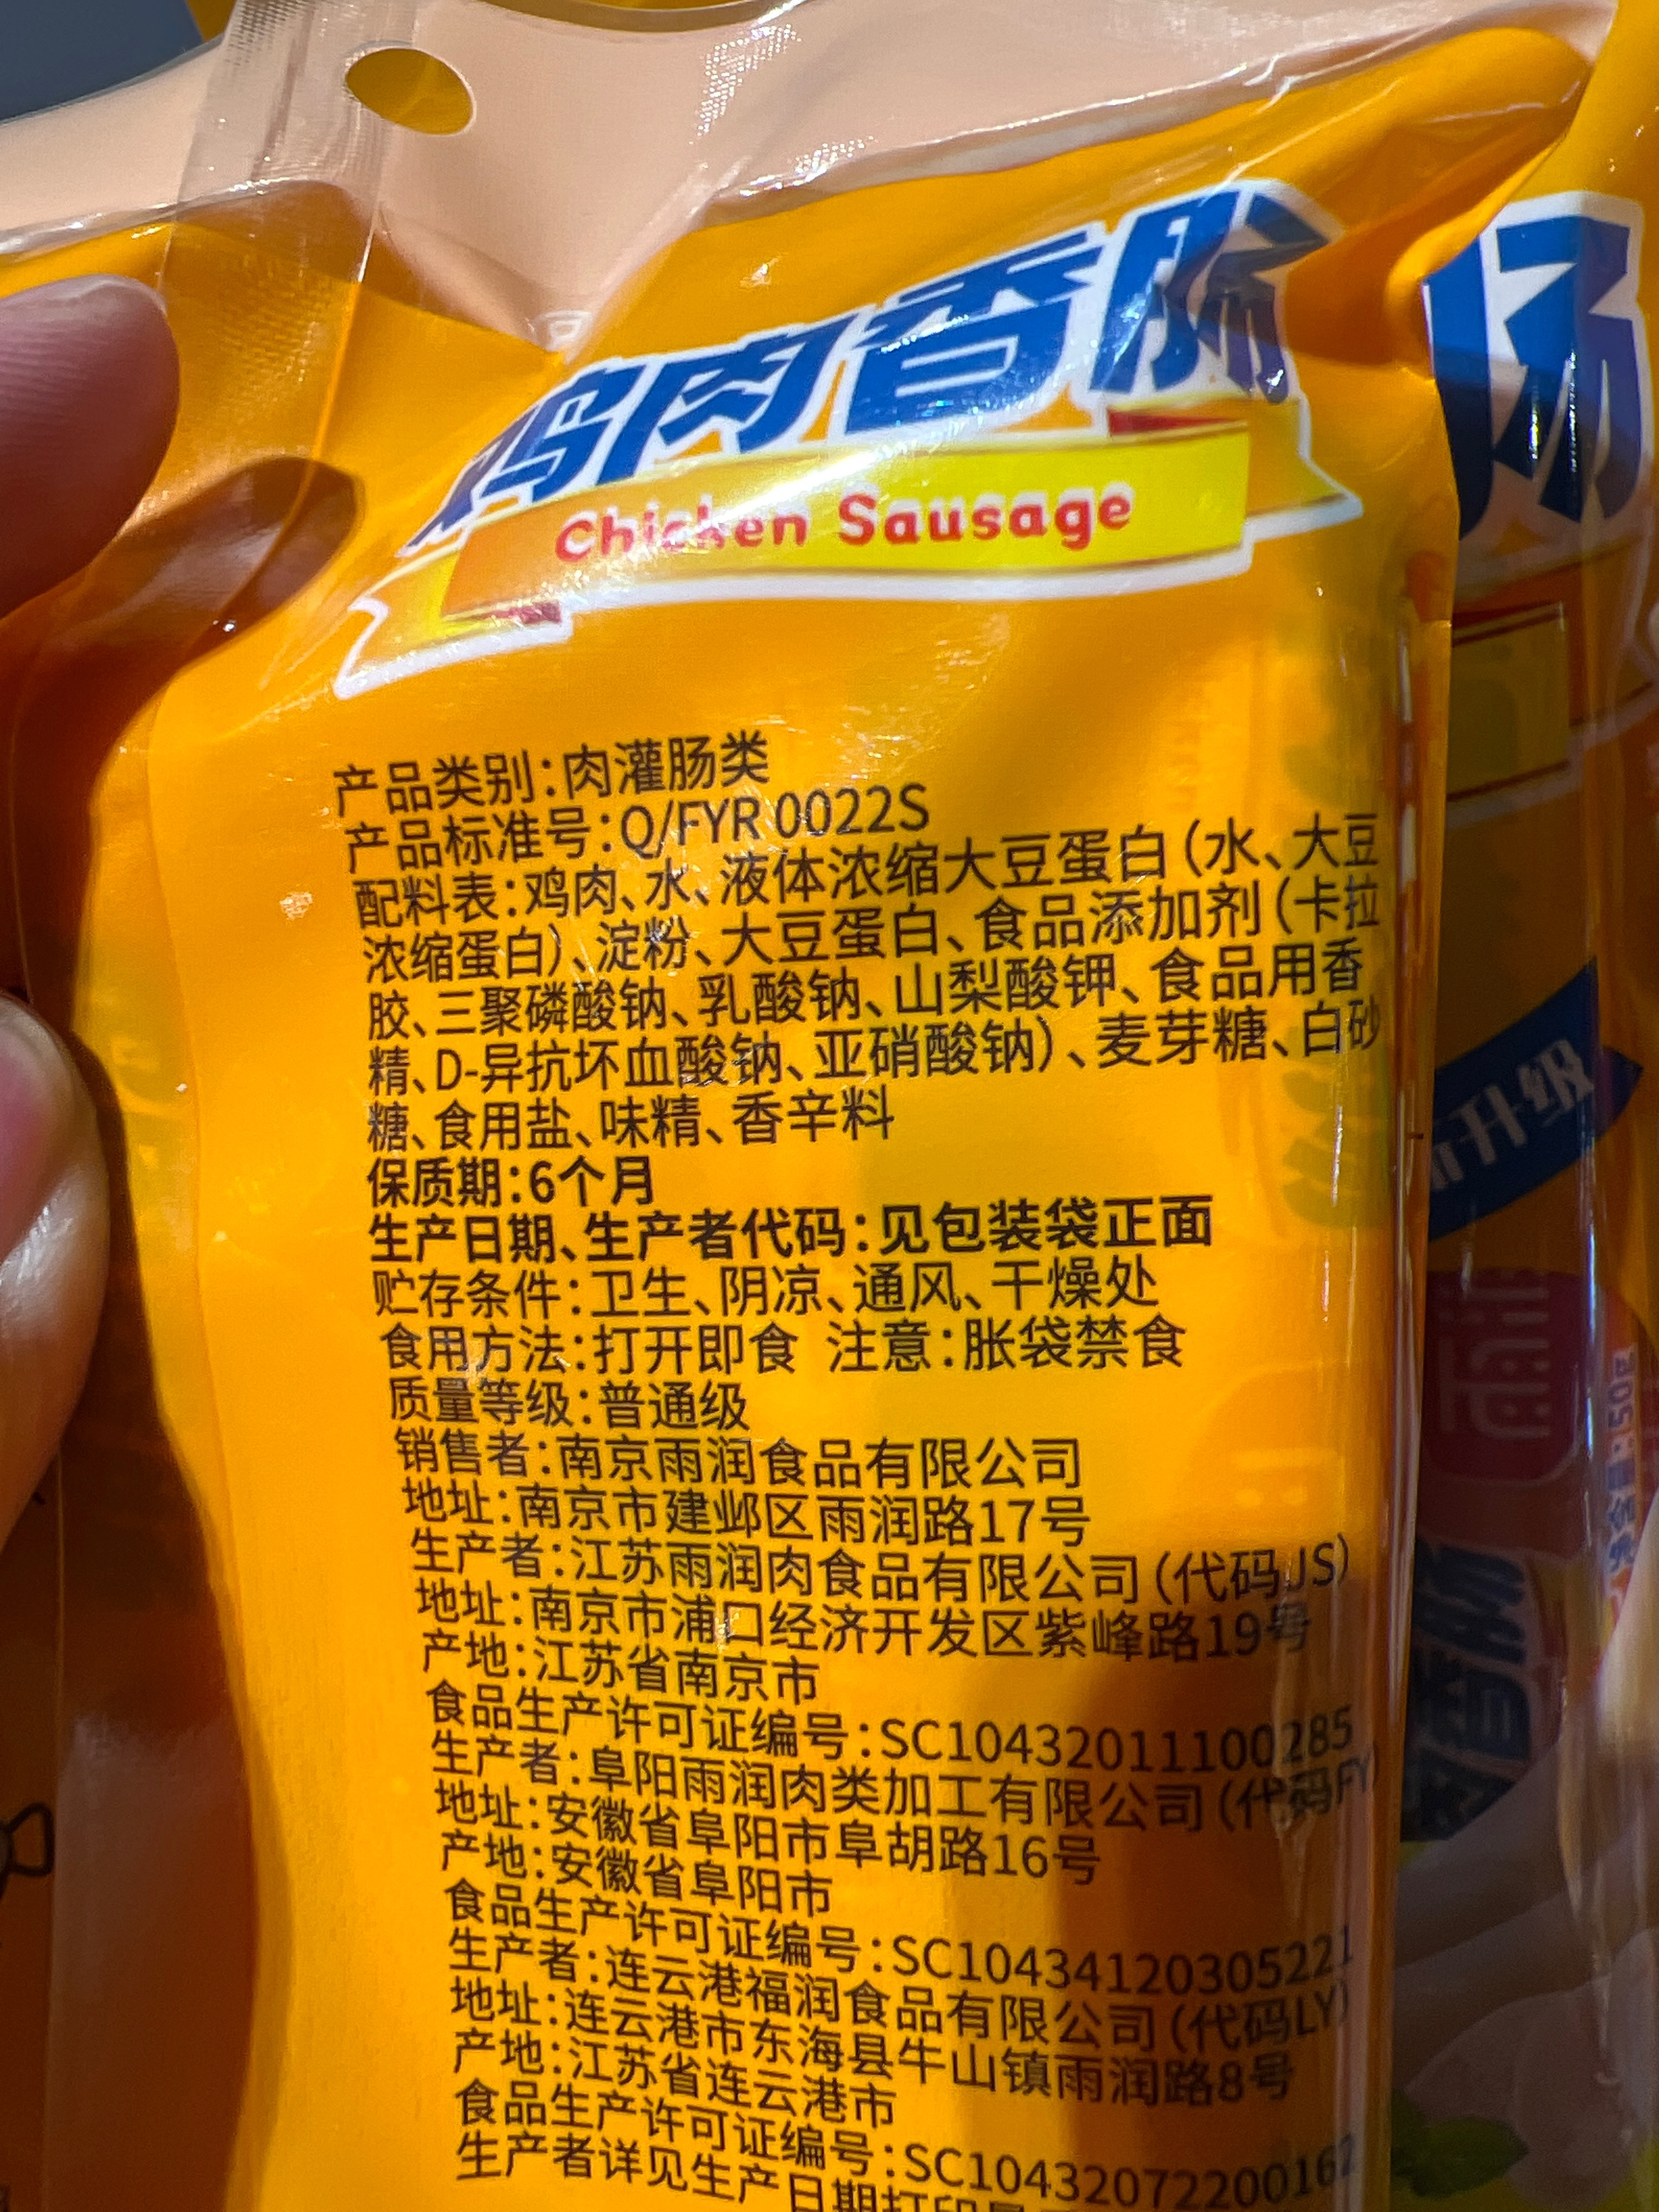 鸡肉香肠
Chicken Sausage
产品类别:肉灌肠类
产品标准号:Q/FYR 0022S
配料表:鸡肉、水、液体浓缩大豆蛋白(水、大豆
浓缩蛋白)、淀粉、大豆蛋白、食品添加剂(卡拉
胶、三聚磷酸钠、乳酸钠、山梨酸钾、食品用香
精、D-异抗坏血酸钠、亚硝酸钠)、麦芽糖、白砂
糖、食用盐、味精、香辛料
保质期:6个月
生产日期、生产者代码:见包装袋正面
贮存条件:卫生、阴凉、通风、干燥处
食用方法:打开即食 注意:胀袋禁食
质量等级:普通级
销售者:南京雨润食品有限公司
地址:南京市建邺区雨润路17号
生产者:江苏雨润肉食品有限公司(代码JS)
地址:南京市浦口经济开发区紫峰路19号
产地:江苏省南京市
食品生产许可证编号:SC10432011100285
生产者:阜阳雨润肉类加工有限公司(代码FY)
地址:安徽省阜阳市阜胡路16号
产地:安徽省阜阳市
食品生产许可证编号:SC10434120305221
生产者:连云港福润食品有限公司(代码LY)
地址:连云港市东海县牛山镇雨润路8号
产地:江苏省连云港市
食品生产许可证编号:SC10432072200162
生产者详见生产日期打印
肠
升级
净含量:50g
肉香肠